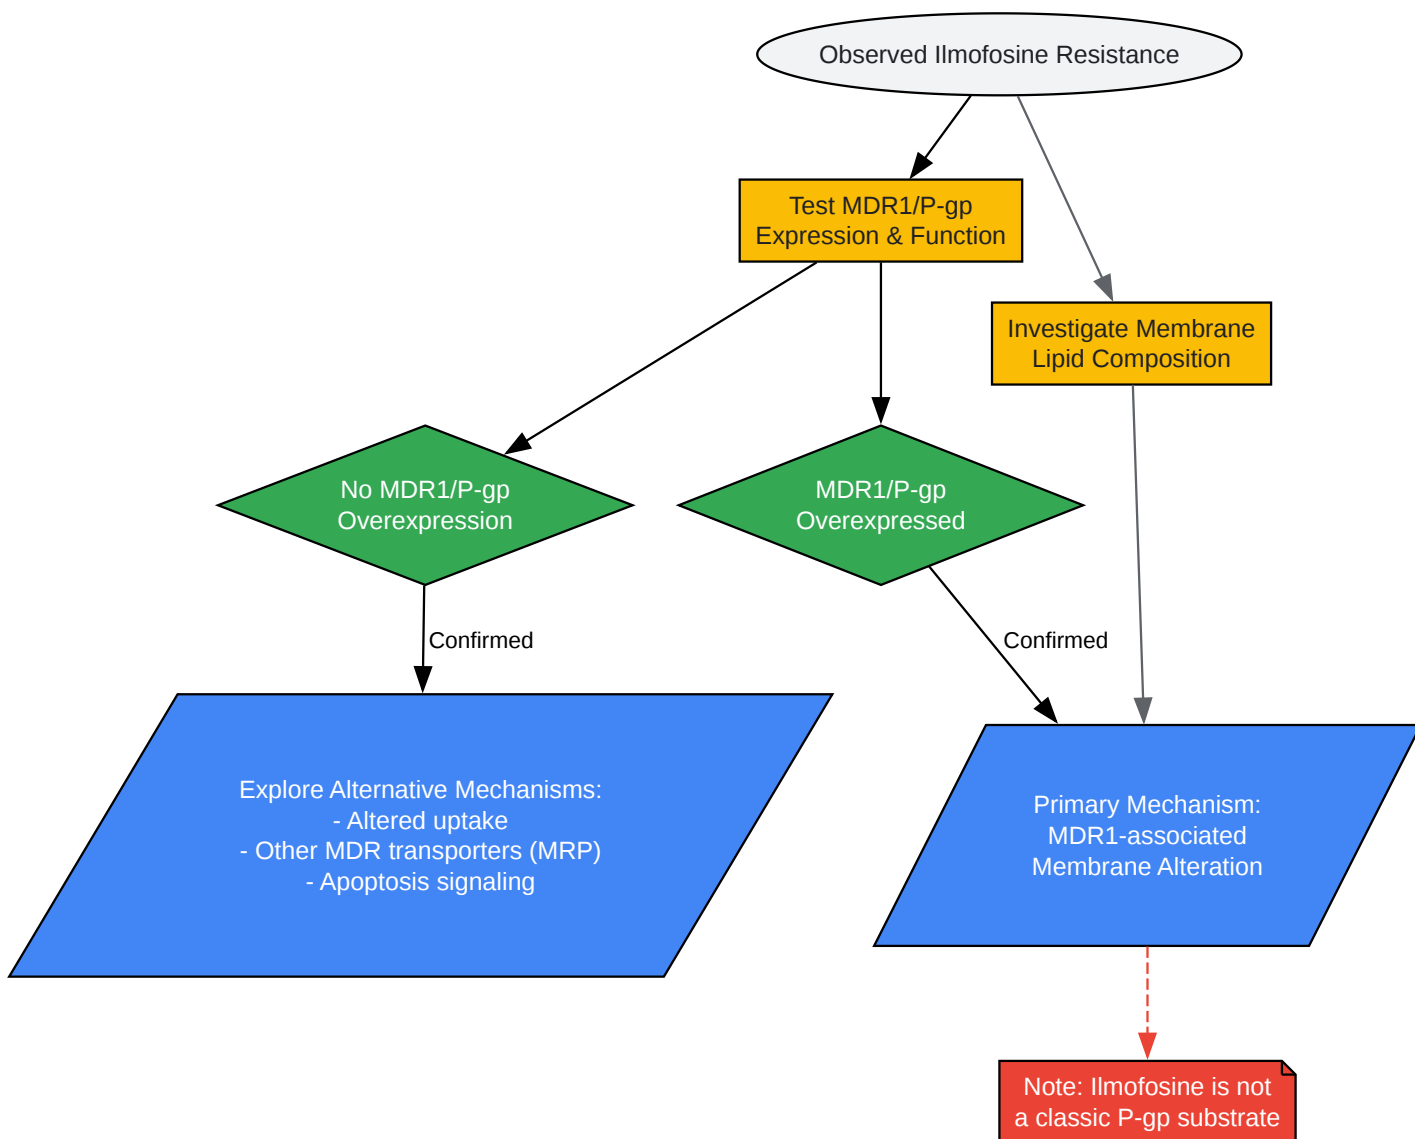 Observed Ilmofosine Resistance
Test MDR1/P-gp
Expression & Function
Investigate Membrane
Lipid Composition
No MDR1/P-gp
Overexpression
MDR1/P-gp
Overexpressed
Confirmed
Confirmed
Explore Alternative Mechanisms:
- Altered uptake
- Other MDR transporters (MRP)
- Apoptosis signaling
Primary Mechanism:
MDR1-associated
Membrane Alteration
Note: Ilmofosine is not
a classic P-gp substrate